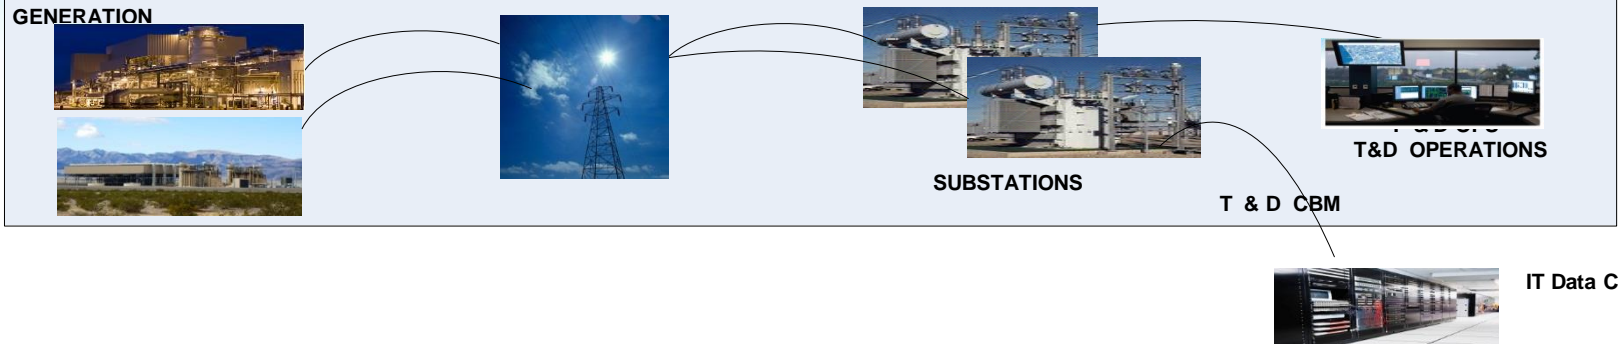 GENERATION
T&D OPERATIONS
SUBSTATIONS
T & D CBM
IT Data C